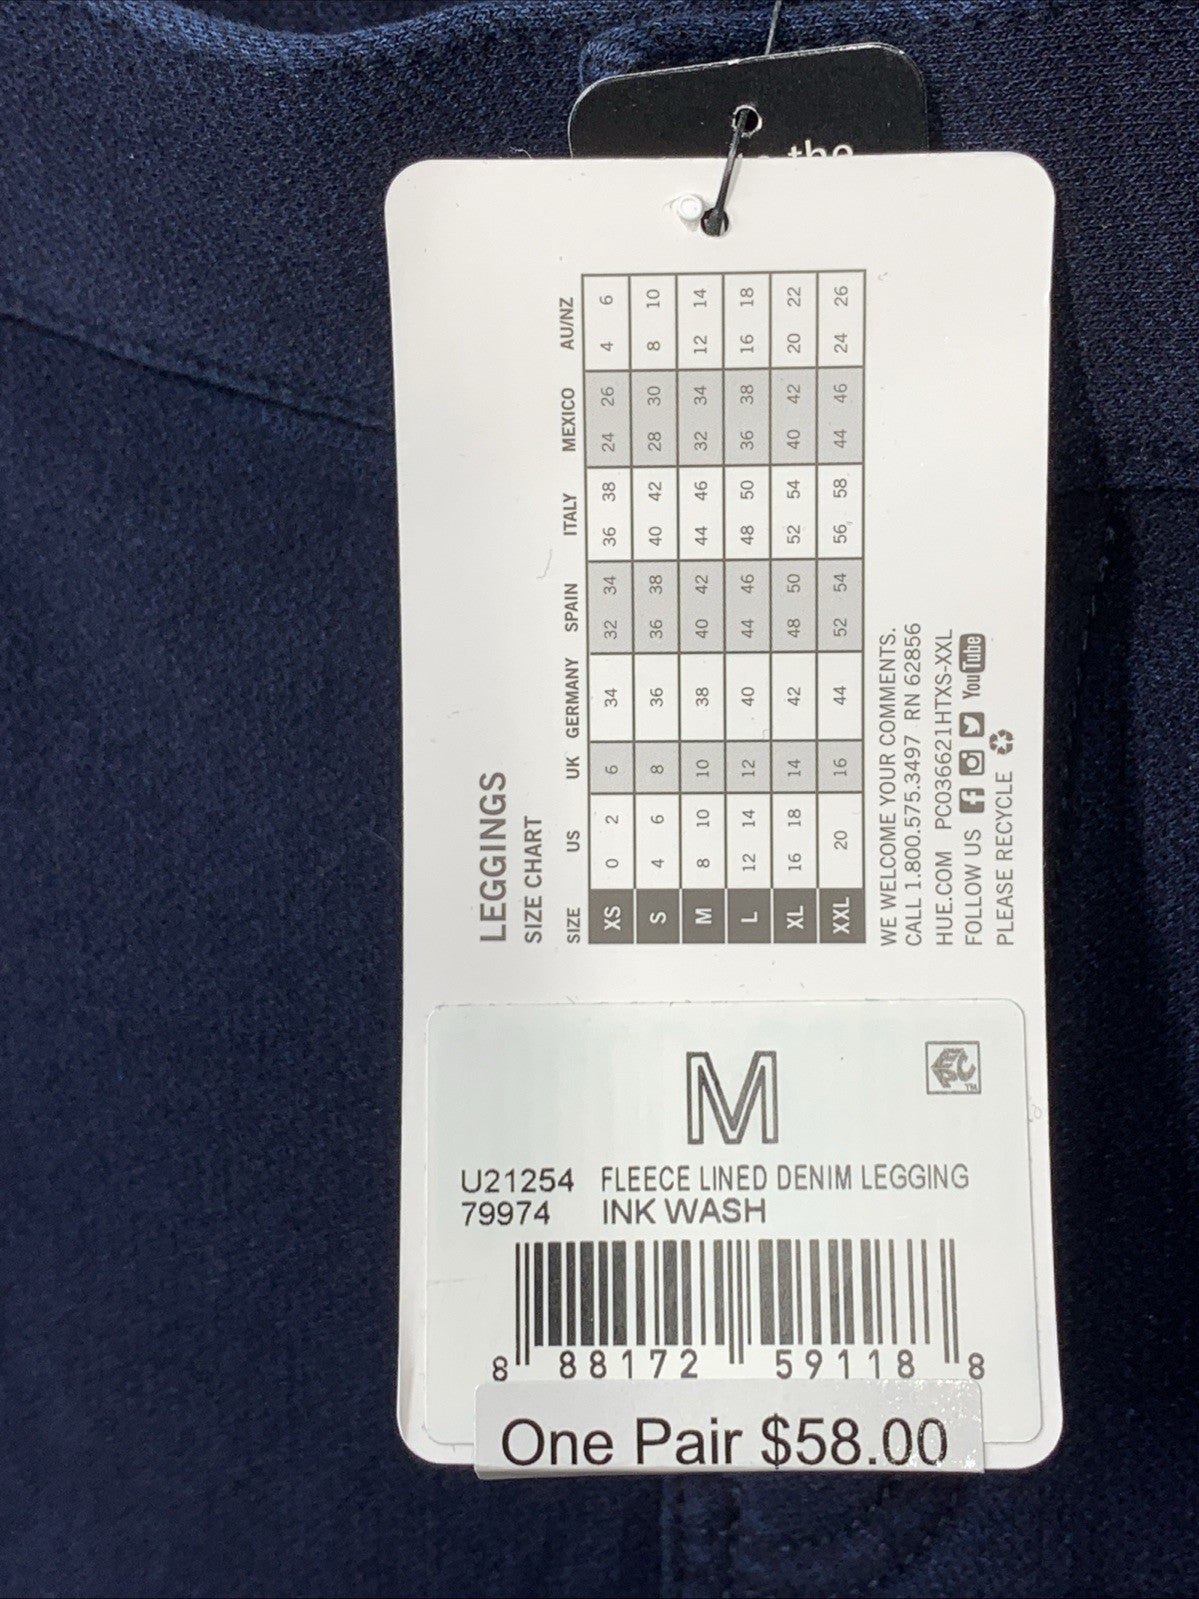 the
LEGGINGS
SIZE CHART
SIZE US UK GERMANY SPAIN ITALY MEXICO AU/NZ
XS 0 2 6 34 32 34 36 38 24 26 4 6
S 4 6 8 36 36 38 40 42 28 30 8 10
M 8 10 10 38 40 42 44 46 32 34 12 14
L 12 14 12 40 44 46 48 50 36 38 16 18
XL 16 18 14 42 48 50 52 54 40 42 20 22
XXL 20 16 44 52 54 56 58 44 46 24 26
WE WELCOME YOUR COMMENTS.
CALL 1.800.575.3497 RN 62856
HUE.COM PC036621HTXS-XXL
FOLLOW US f You Tube
PLEASE RECYCLE
M
TM
U21254 FLEECE LINED DENIM LEGGING
79974 INK WASH
8 88172 59118 8
One Pair $58.00